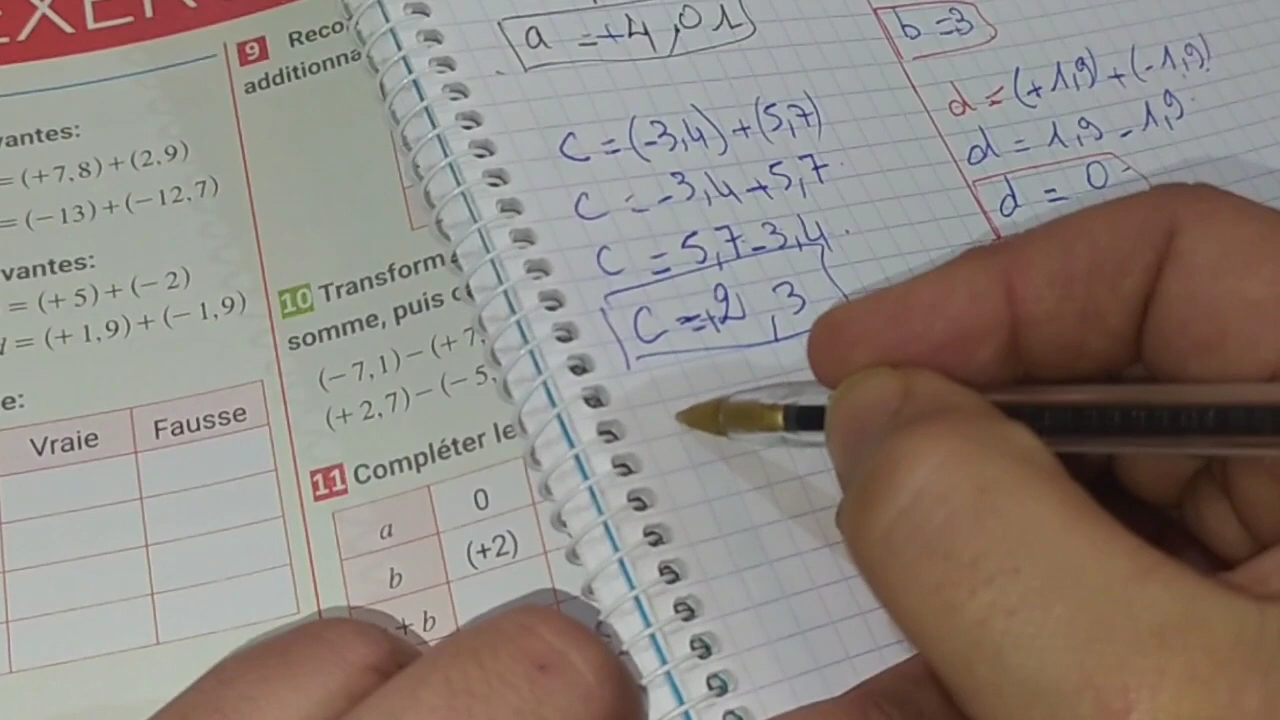 EXER
vantes:
= (+7,8)+(2,9)
= (−13)+(−12,7)
vantes:
= (+5)+(−2)
= (+1,9)+(−1,9)
e:
Vraie Fausse
9 Reco
additionna
10 Transform
somme, puis c
(−7,1)−(+7,
(+2,7)−(−5,
11 Compléter le
a 0
b (+2)
+ b
a = +4,01
C = (-3,4)+(5,7)
C = -3,4+5,7.
C = 5,7-3,4.
C = +2,3
b = 3
d = (+1,9)+(-1,9)
d = 1,9-1,9.
d = 0